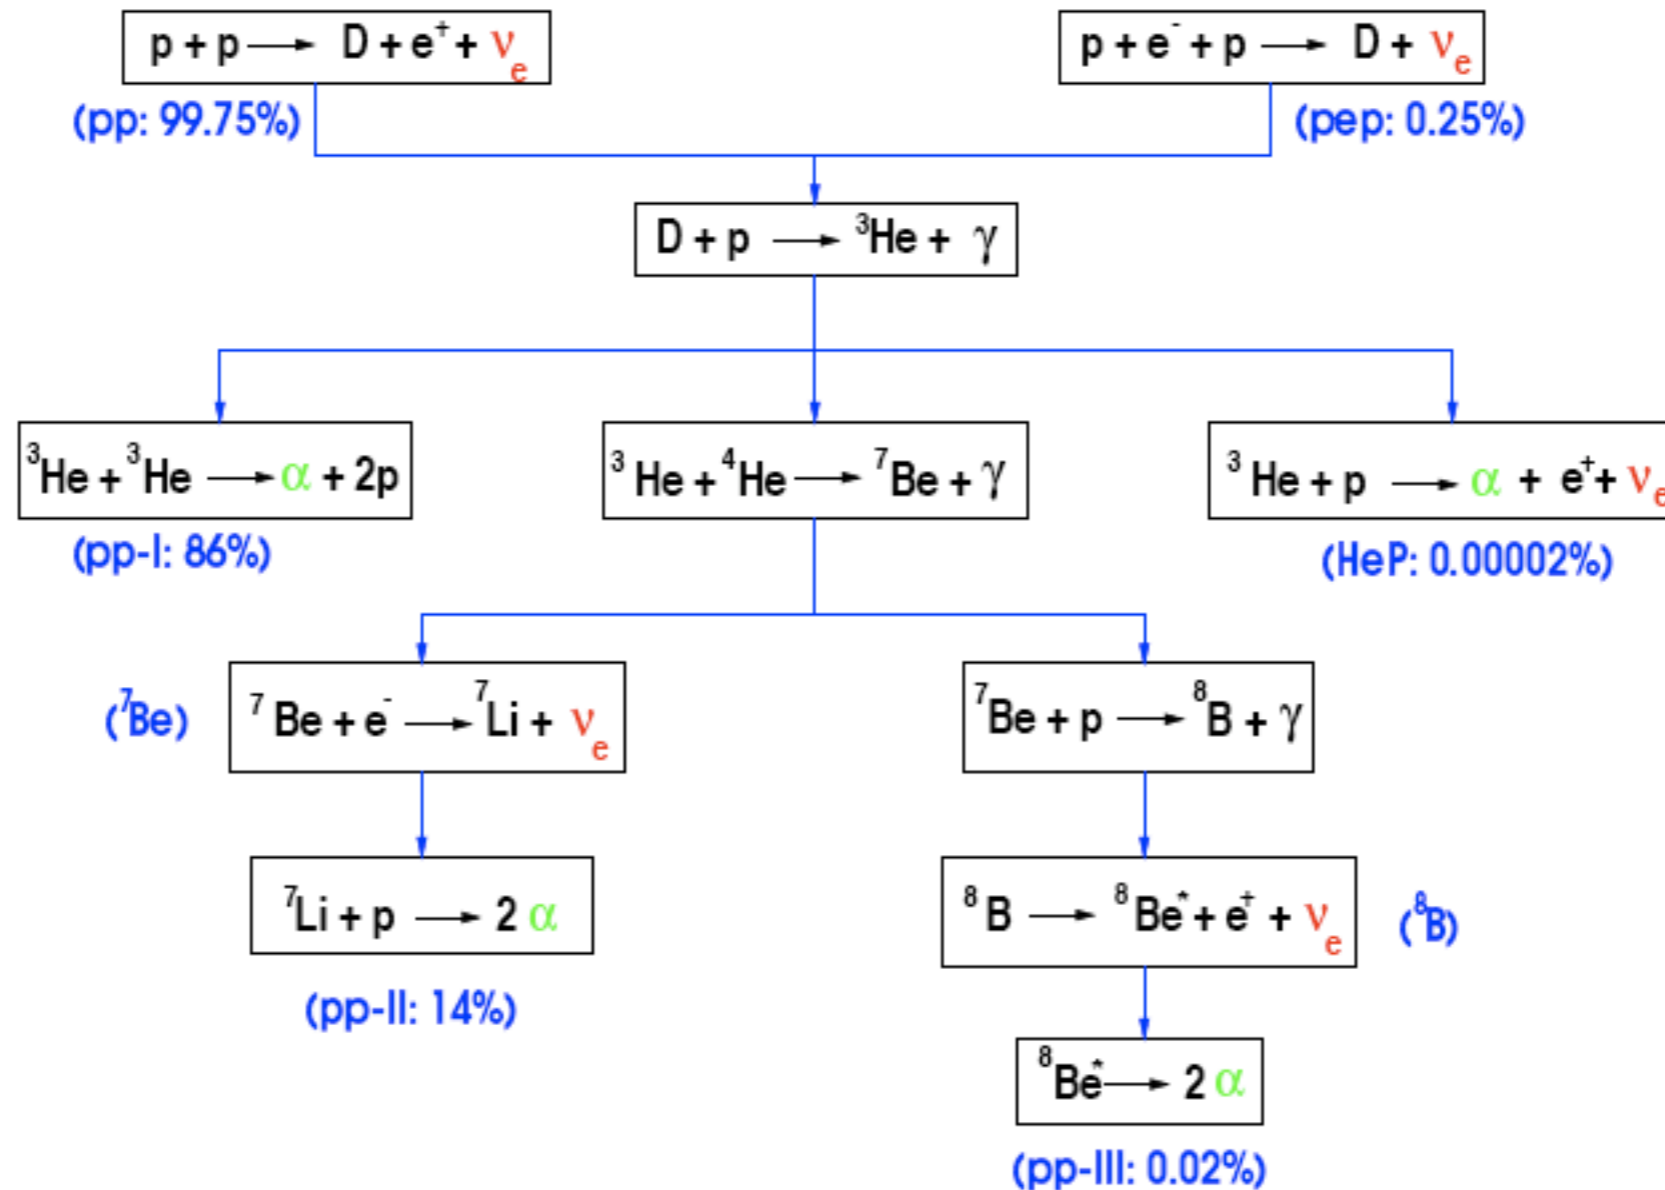 p + p → D + e⁺ + νₑ
p + e⁻ + p → D + νₑ
(pp: 99.75%)
(pep: 0.25%)
D + p → ³He + γ
³He + ³He → α + 2p
³He + ⁴He → ⁷Be + γ
³He + p → α + e⁺ + νₑ
(pp-I: 86%)
(HeP: 0.00002%)
(⁷Be)
⁷Be + e⁻ → ⁷Li + νₑ
⁷Be + p → ⁸B + γ
⁷Li + p → 2 α
⁸B → ⁸Be* + e⁺ + νₑ
(⁸B)
(pp-II: 14%)
⁸Be* → 2 α
(pp-III: 0.02%)